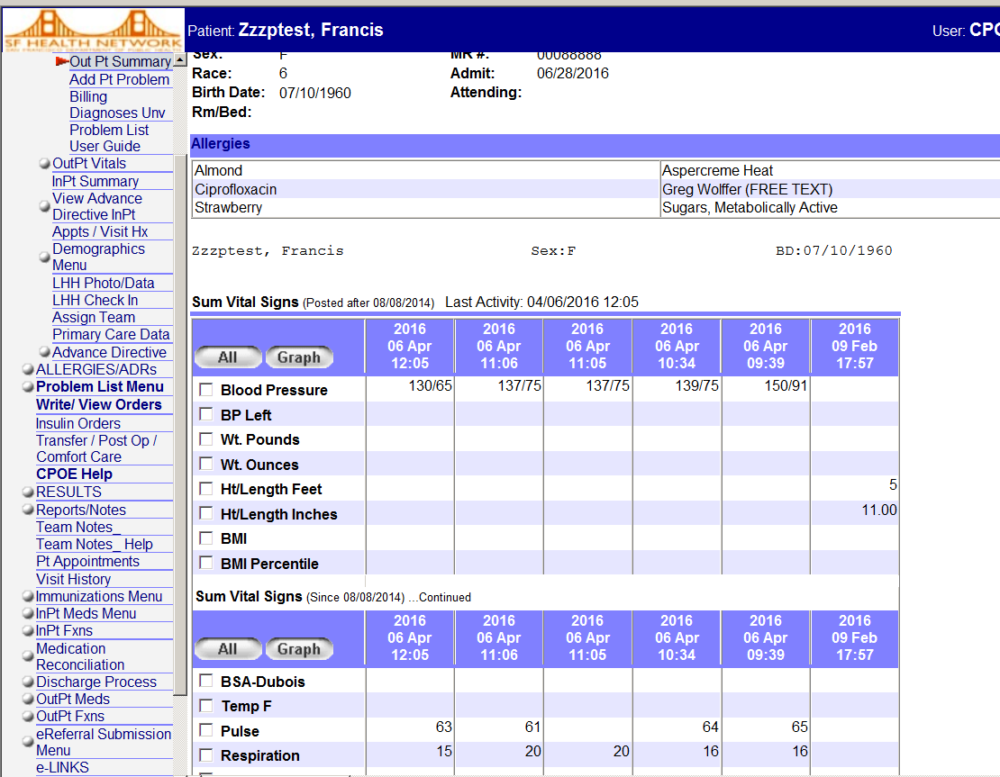 SF HEALTH NETWORK
SAN FRANCISCO DEPARTMENT OF PUBLIC HEALTH
Patient: Zzzptest, Francis
User: CPO
Out Pt Summary
Add Pt Problem
Billing
Diagnoses Unv
Problem List
User Guide
OutPt Vitals
InPt Summary
View Advance
Directive InPt
Appts / Visit Hx
Demographics
Menu
LHH Photo/Data
LHH Check In
Assign Team
Primary Care Data
Advance Directive
ALLERGIES/ADRs
Problem List Menu
Write/ View Orders
Insulin Orders
Transfer / Post Op /
Comfort Care
CPOE Help
RESULTS
Reports/Notes
Team Notes_
Team Notes_ Help
Pt Appointments
Visit History
Immunizations Menu
InPt Meds Menu
InPt Fxns
Medication
Reconciliation
Discharge Process
OutPt Meds
OutPt Fxns
eReferral Submission
Menu
e-LINKS
Sex: F MR #: 00088888
Race: 6 Admit: 06/28/2016
Birth Date: 07/10/1960 Attending:
Rm/Bed:
Allergies
Almond Aspercreme Heat
Ciprofloxacin Greg Wolffer (FREE TEXT)
Strawberry Sugars, Metabolically Active
Zzzptest, Francis Sex:F BD:07/10/1960
Sum Vital Signs (Posted after 08/08/2014) Last Activity: 04/06/2016 12:05
2016 2016 2016 2016 2016 2016
06 Apr 06 Apr 06 Apr 06 Apr 06 Apr 09 Feb
All Graph 12:05 11:06 11:05 10:34 09:39 17:57
Blood Pressure 130/65 137/75 137/75 139/75 150/91
BP Left
Wt. Pounds
Wt. Ounces
Ht/Length Feet 5
Ht/Length Inches 11.00
BMI
BMI Percentile
Sum Vital Signs (Since 08/08/2014) ...Continued
2016 2016 2016 2016 2016 2016
06 Apr 06 Apr 06 Apr 06 Apr 06 Apr 09 Feb
All Graph 12:05 11:06 11:05 10:34 09:39 17:57
BSA-Dubois
Temp F
Pulse 63 61 64 65
Respiration 15 20 20 16 16